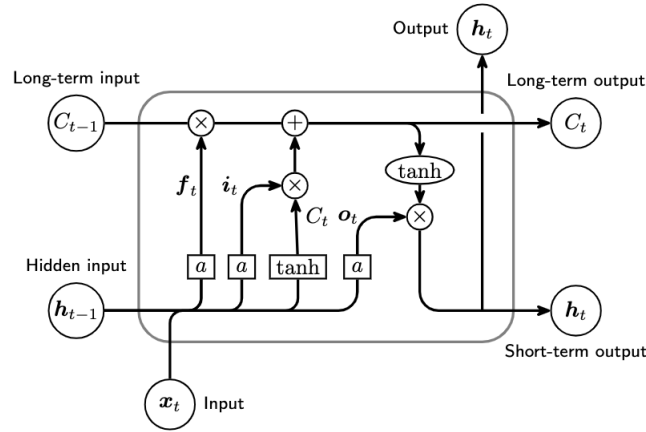 Output h_t
Long-term input
Long-term output
C_{t−1}
×
+
C_t
tanh
f_t
i_t
×
C_t
o_t
×
a
a
tanh
a
Hidden input
h_{t−1}
h_t
Short-term output
x_t Input